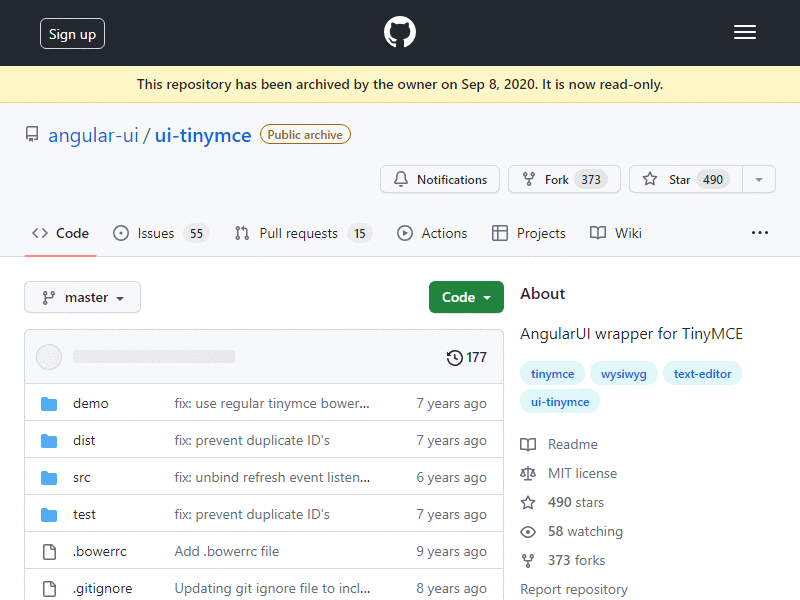 Sign up
This repository has been archived by the owner on Sep 8, 2020. It is now read-only.
angular-ui / ui-tinymce Public archive
Notifications Fork 373 Star 490
Code Issues 55 Pull requests 15 Actions Projects Wiki
master Code
177
demo fix: use regular tinymce bower... 7 years ago
dist fix: prevent duplicate ID's 7 years ago
src fix: unbind refresh event listen... 6 years ago
test fix: prevent duplicate ID's 7 years ago
.bowerrc Add .bowerrc file 9 years ago
.gitignore Updating git ignore file to incl... 8 years ago
About
AngularUI wrapper for TinyMCE
tinymce wysiwyg text-editor
ui-tinymce
Readme
MIT license
490 stars
58 watching
373 forks
Report repository